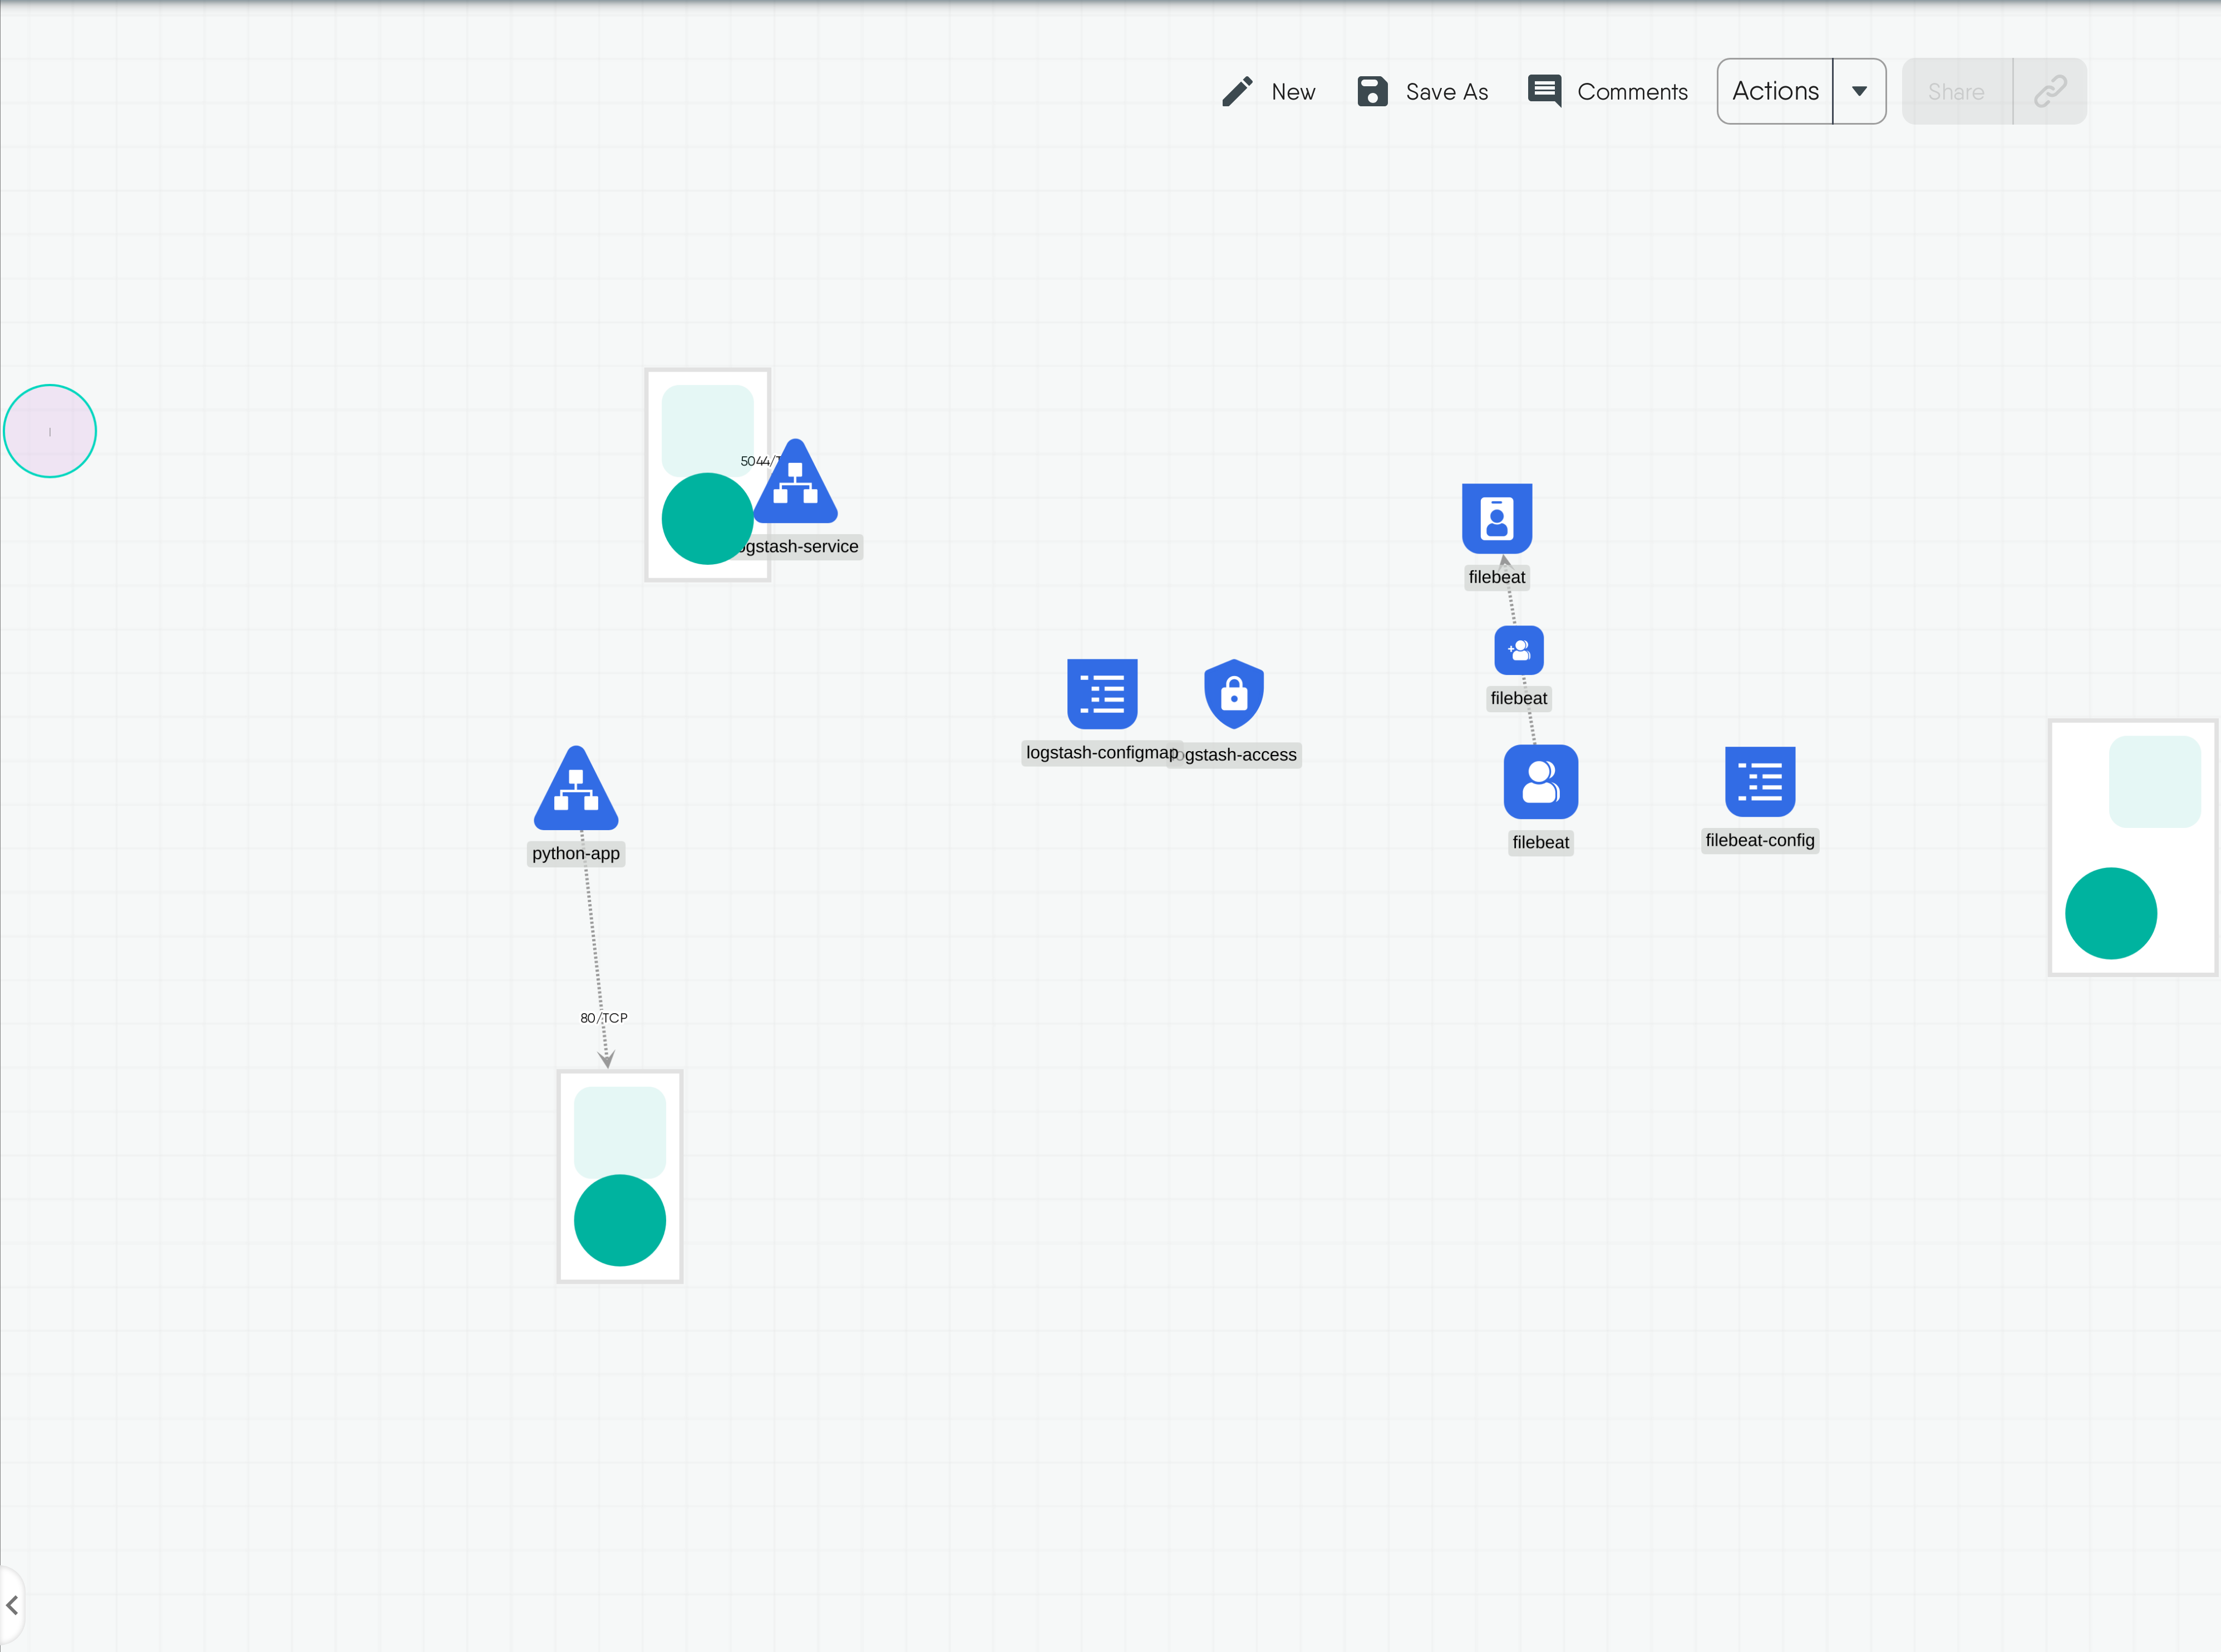 New
Save As
Comments
Actions
Share
5044/T
ogstash-service
filebeat
filebeat
logstash-configmap
ogstash-access
python-app
filebeat
filebeat-config
80/TCP